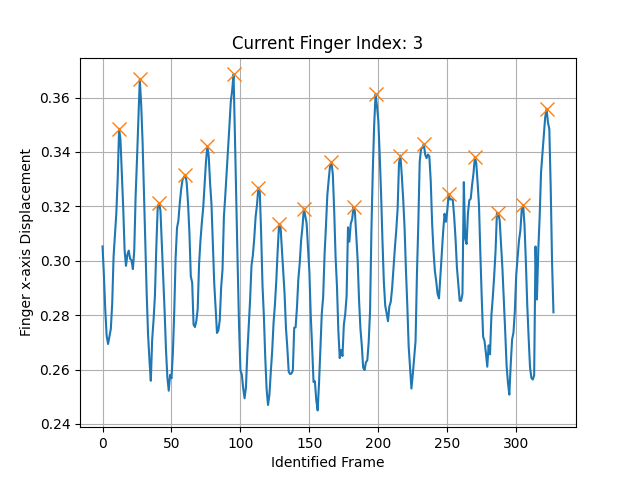 Current Finger Index: 3
Finger x-axis Displacement
0.36
0.34
0.32
0.30
0.28
0.26
0.24
0 50 100 150 200 250 300
Identified Frame